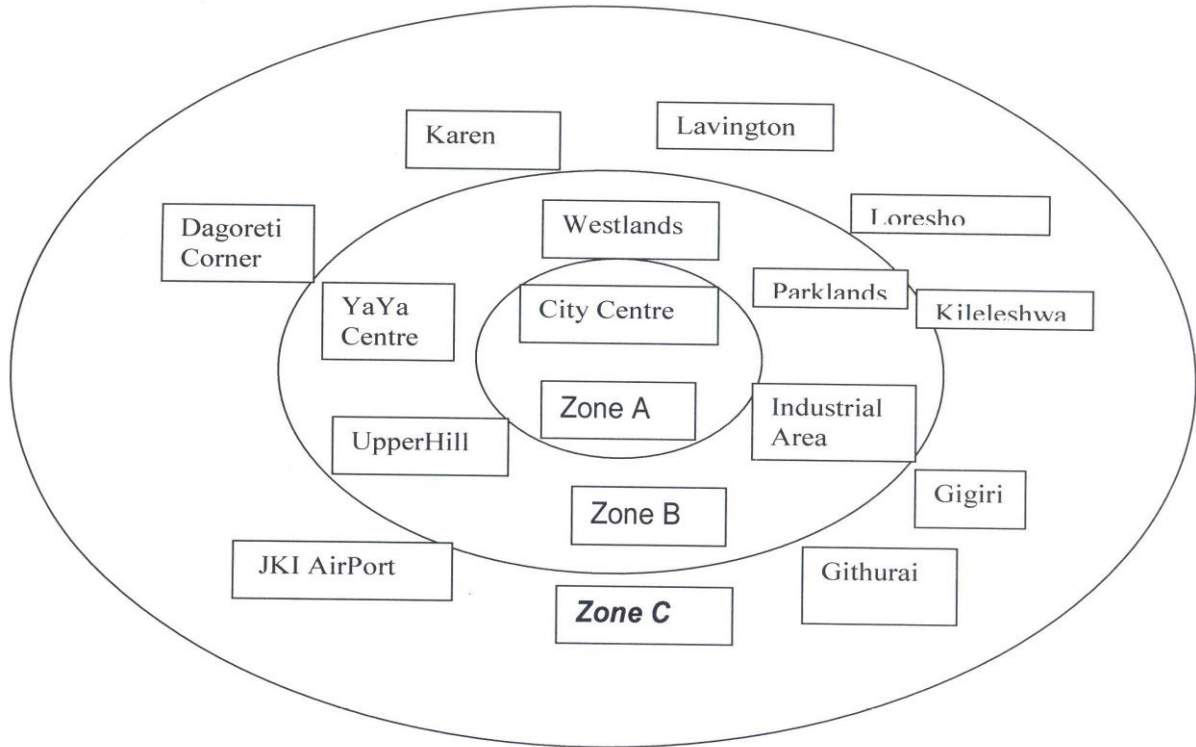 Karen
Lavington
Dagoreti
Corner
Westlands
Loresho
YaYa
Centre
City Centre
Parklands
Kileleshwa
Zone A
Industrial
Area
UpperHill
Zone B
Gigiri
JKI AirPort
Zone C
Githurai